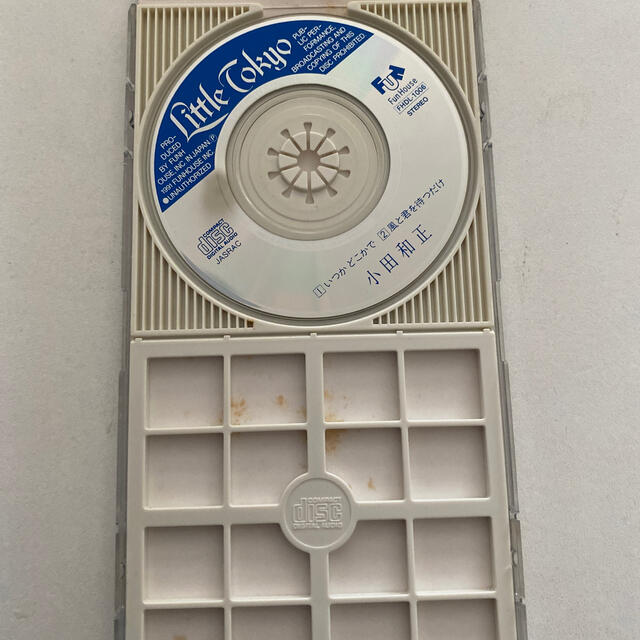 Little Tokyo
PUB-
LIC PER-
FORMANCE,
BROADCASTING AND
COPYING OF THIS
DISC PROHIBITED.
PRO-
DUCED
BY FUNH
OUSE INC. IN JAPAN. ℗
1991 FUNHOUSE INC.
●UNAUTHORIZED
Fun
FunHouse
FHDL-1006
STEREO
COMPACT
disc
DIGITAL AUDIO
JASRAC
1 いつか どこかで 2 風と君を待つだけ
小田和正
COMPACT
disc
DIGITAL AUDIO